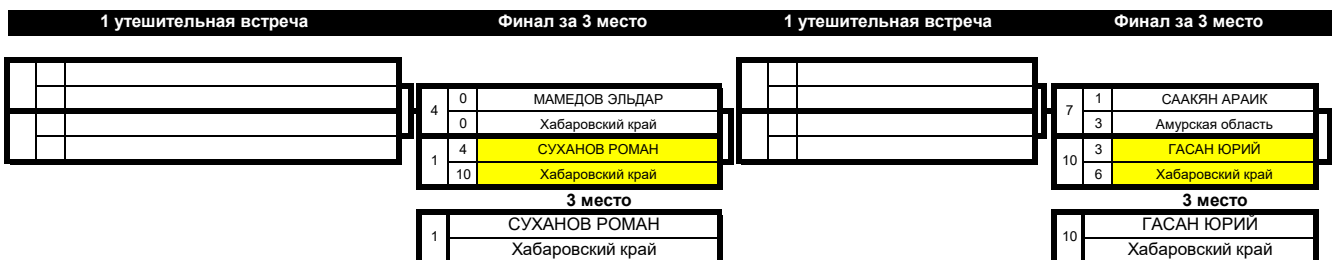 1 утешительная встреча Финал за 3 место 1 утешительная встреча Финал за 3 место
4 0 МАМЕДОВ ЭЛЬДАР 7 1 СААКЯН АРАИК
0 Хабаровский край 3 Амурская область
1 4 СУХАНОВ РОМАН 10 3 ГАСАН ЮРИЙ
10 Хабаровский край 6 Хабаровский край
3 место 3 место
1 СУХАНОВ РОМАН 10 ГАСАН ЮРИЙ
Хабаровский край Хабаровский край